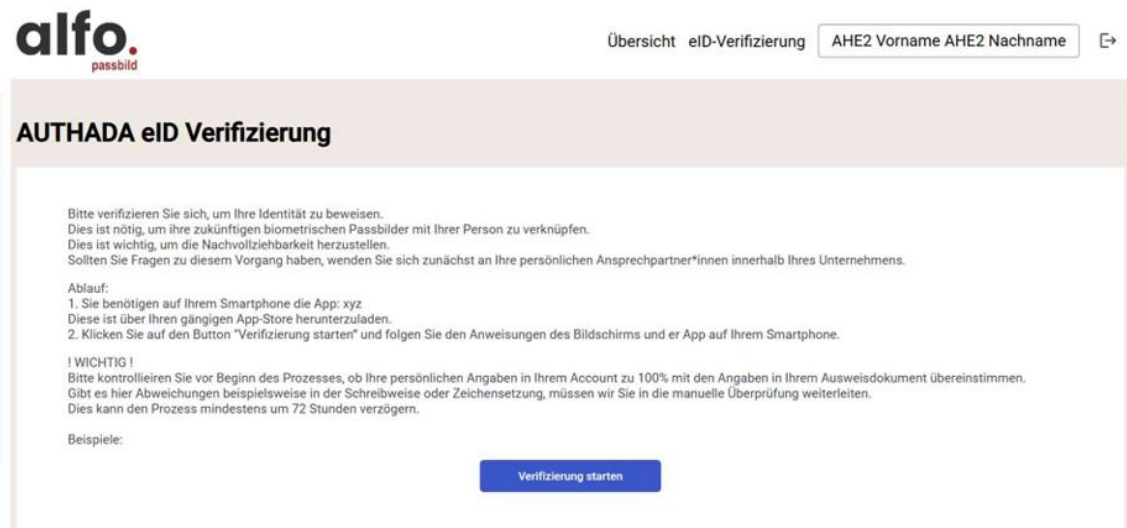 alfo.
passbild
Übersicht eID-Verifizierung AHE2 Vorname AHE2 Nachname
AUTHADA eID Verifizierung
Bitte verifizieren Sie sich, um Ihre Identität zu beweisen.
Dies ist nötig, um ihre zukünftigen biometrischen Passbilder mit Ihrer Person zu verknüpfen.
Dies ist wichtig, um die Nachvollziehbarkeit herzustellen.
Sollten Sie Fragen zu diesem Vorgang haben, wenden Sie sich zunächst an Ihre persönlichen Ansprechpartner*innen innerhalb Ihres Unternehmens.
Ablauf:
1. Sie benötigen auf Ihrem Smartphone die App: xyz
Diese ist über Ihren gängigen App-Store herunterzuladen.
2. Klicken Sie auf den Button "Verifizierung starten" und folgen Sie den Anweisungen des Bildschirms und er App auf Ihrem Smartphone.
! WICHTIG !
Bitte kontrollieiren Sie vor Beginn des Prozesses, ob Ihre persönlichen Angaben in Ihrem Account zu 100% mit den Angaben in Ihrem Ausweisdokument übereinstimmen.
Gibt es hier Abweichungen beispielsweise in der Schreibweise oder Zeichensetzung, müssen wir Sie in die manuelle Überprüfung weiterleiten.
Dies kann den Prozess mindestens um 72 Stunden verzögern.
Beispiele:
Verifizierung starten